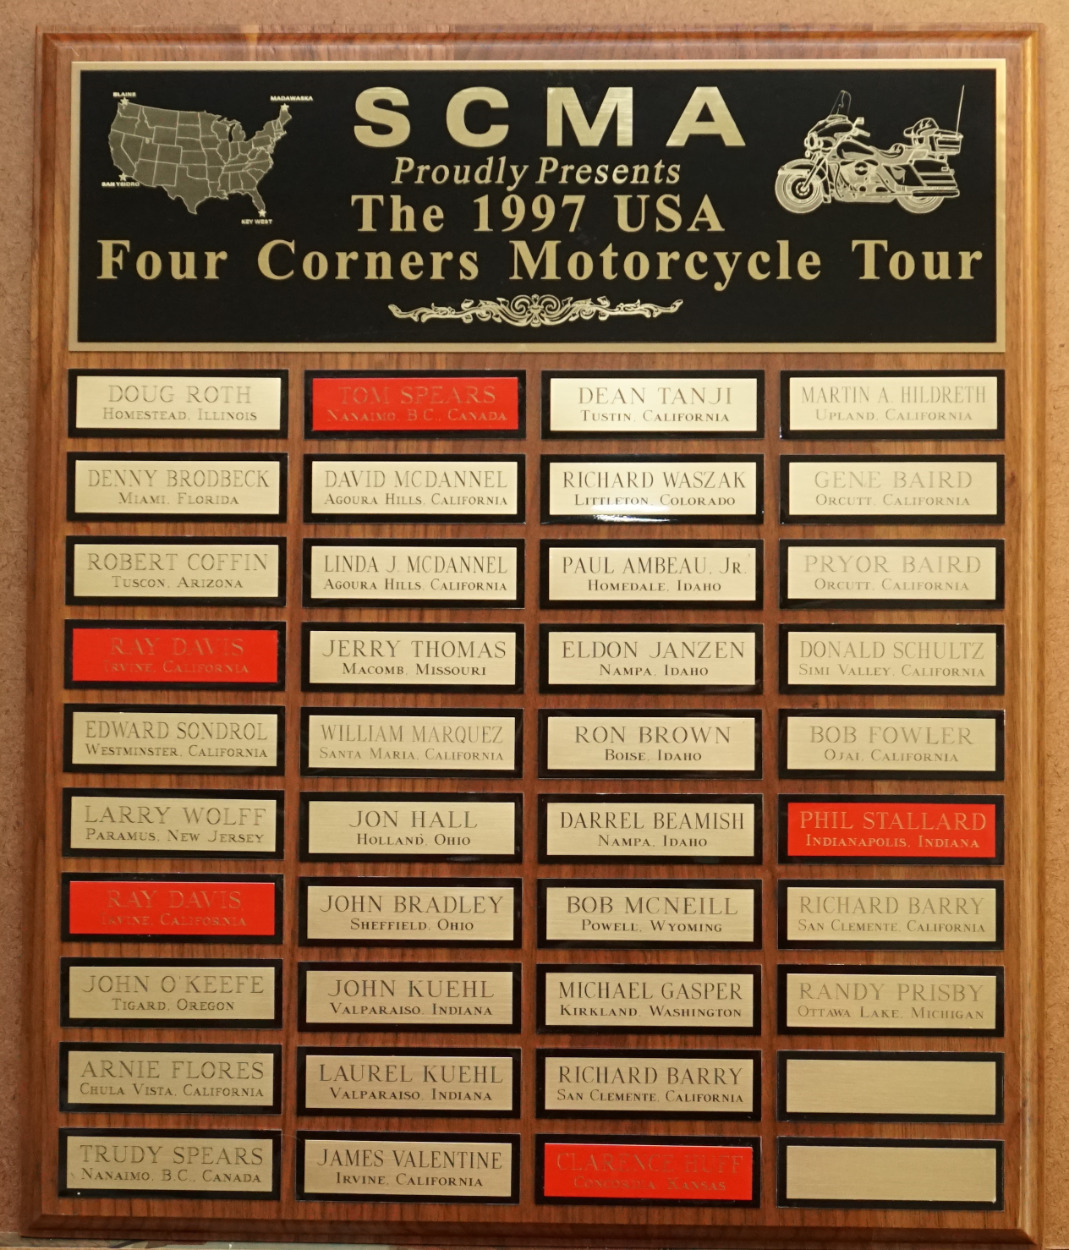 BLAINE
MADAWASKA
SAN YSIDRO
KEY WEST
SCMA
Proudly Presents
The 1997 USA
Four Corners Motorcycle Tour
DOUG ROTH
HOMESTEAD, ILLINOIS
TOM SPEARS
NANAIMO, B.C., CANADA
DEAN TANJI
TUSTIN, CALIFORNIA
MARTIN A. HILDRETH
UPLAND, CALIFORNIA
DENNY BRODBECK
MIAMI, FLORIDA
DAVID MCDANNEL
AGOURA HILLS, CALIFORNIA
RICHARD WASZAK
LITTLETON, COLORADO
GENE BAIRD
ORCUTT, CALIFORNIA
ROBERT COFFIN
TUSCON, ARIZONA
LINDA J. MCDANNEL
AGOURA HILLS, CALIFORNIA
PAUL AMBEAU, JR.
HOMEDALE, IDAHO
PRYOR BAIRD
ORCUTT, CALIFORNIA
RAY DAVIS
IRVINE, CALIFORNIA
JERRY THOMAS
MACOMB, MISSOURI
ELDON JANZEN
NAMPA, IDAHO
DONALD SCHULTZ
SIMI VALLEY, CALIFORNIA
EDWARD SONDROL
WESTMINSTER, CALIFORNIA
WILLIAM MARQUEZ
SANTA MARIA, CALIFORNIA
RON BROWN
BOISE, IDAHO
BOB FOWLER
OJAI, CALIFORNIA
LARRY WOLFF
PARAMUS, NEW JERSEY
JON HALL
HOLLAND, OHIO
DARREL BEAMISH
NAMPA, IDAHO
PHIL STALLARD
INDIANAPOLIS, INDIANA
RAY DAVIS
IRVINE, CALIFORNIA
JOHN BRADLEY
SHEFFIELD, OHIO
BOB MCNEILL
POWELL, WYOMING
RICHARD BARRY
SAN CLEMENTE, CALIFORNIA
JOHN O'KEEFE
TIGARD, OREGON
JOHN KUEHL
VALPARAISO, INDIANA
MICHAEL GASPER
KIRKLAND, WASHINGTON
RANDY PRISBY
OTTAWA LAKE, MICHIGAN
ARNIE FLORES
CHULA VISTA, CALIFORNIA
LAUREL KUEHL
VALPARAISO, INDIANA
RICHARD BARRY
SAN CLEMENTE, CALIFORNIA
TRUDY SPEARS
NANAIMO, B.C., CANADA
JAMES VALENTINE
IRVINE, CALIFORNIA
CLARENCE HUFF
CONCORDIA, KANSAS